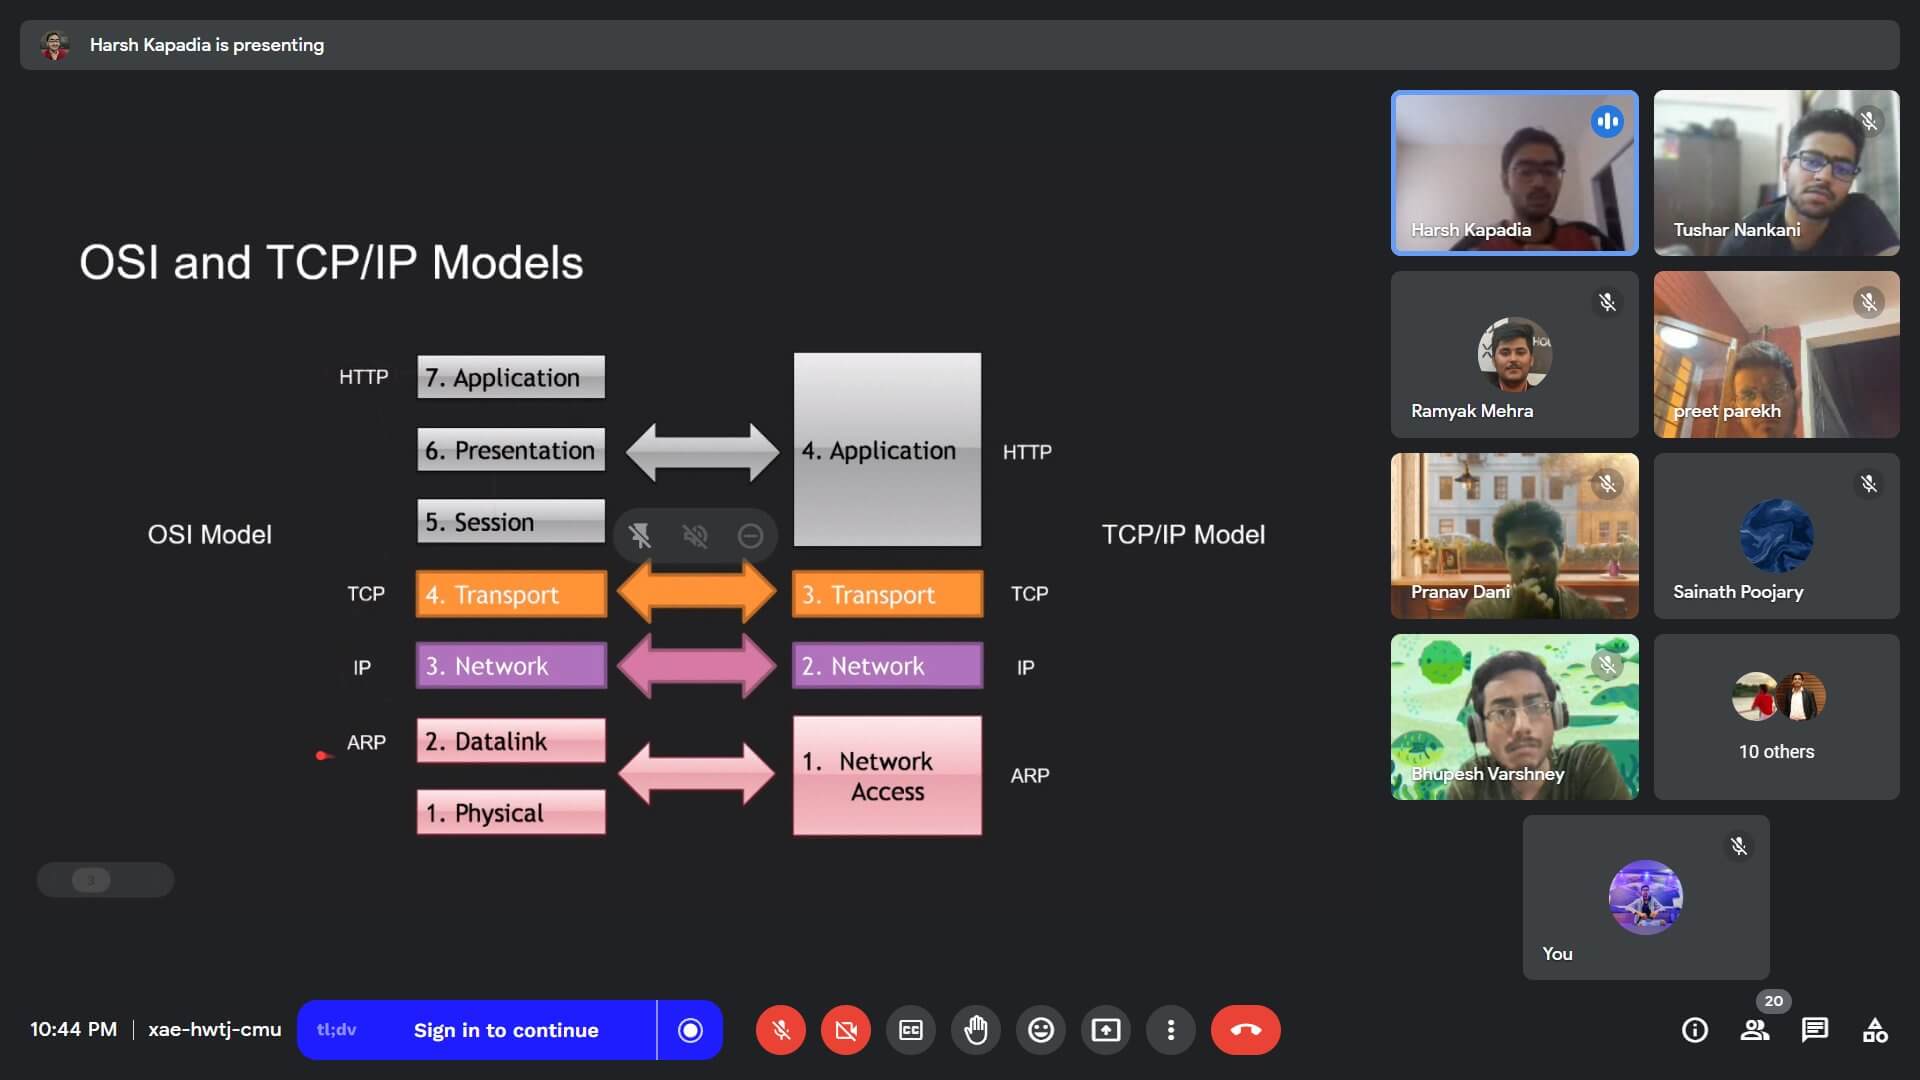 Harsh Kapadia is presenting
OSI and TCP/IP Models
HTTP
7. Application
6. Presentation
5. Session
4. Application
HTTP
OSI Model
TCP/IP Model
TCP
4. Transport
3. Transport
TCP
IP
3. Network
2. Network
IP
ARP
2. Datalink
1. Physical
1. Network
Access
ARP
3
Harsh Kapadia
Tushar Nankani
Ramyak Mehra
preet parekh
Pranav Dani
Sainath Poojary
Bhupesh Varshney
10 others
You
10:44 PM | xae-hwtj-cmu
tl;dv
Sign in to continue
CC
20